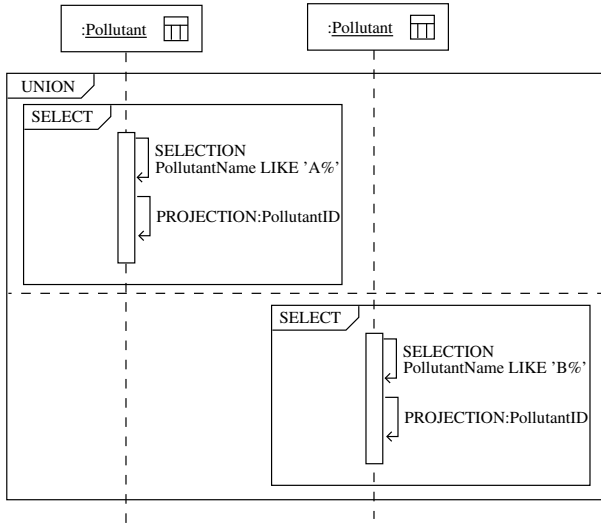 :Pollutant
:Pollutant
UNION
SELECT
SELECTION
PollutantName LIKE 'A%'
PROJECTION:PollutantID
SELECT
SELECTION
PollutantName LIKE 'B%'
PROJECTION:PollutantID